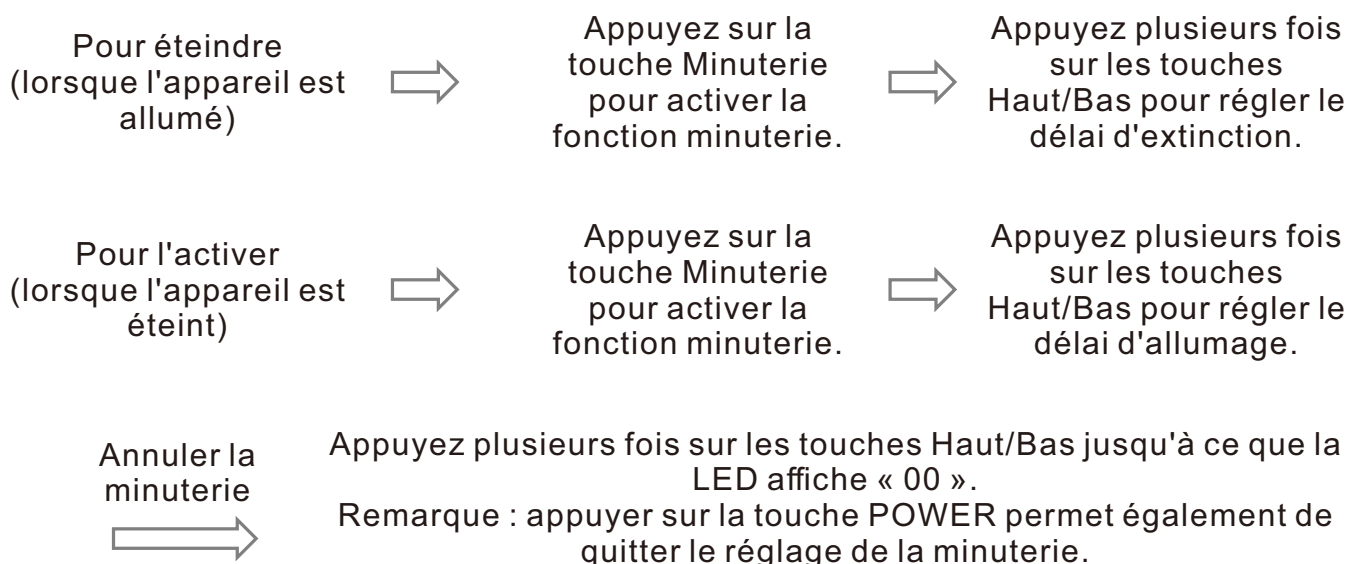 Pour éteindre
(lorsque l'appareil est
allumé)
Appuyez sur la
touche Minuterie
pour activer la
fonction minuterie.
Appuyez plusieurs fois
sur les touches
Haut/Bas pour régler le
délai d'extinction.
Pour l'activer
(lorsque l'appareil est
éteint)
Appuyez sur la
touche Minuterie
pour activer la
fonction minuterie.
Appuyez plusieurs fois
sur les touches
Haut/Bas pour régler le
délai d'allumage.
Annuler la
minuterie
Appuyez plusieurs fois sur les touches Haut/Bas jusqu'à ce que la
LED affiche « 00 ».
Remarque : appuyer sur la touche POWER permet également de
quitter le réglage de la minuterie.